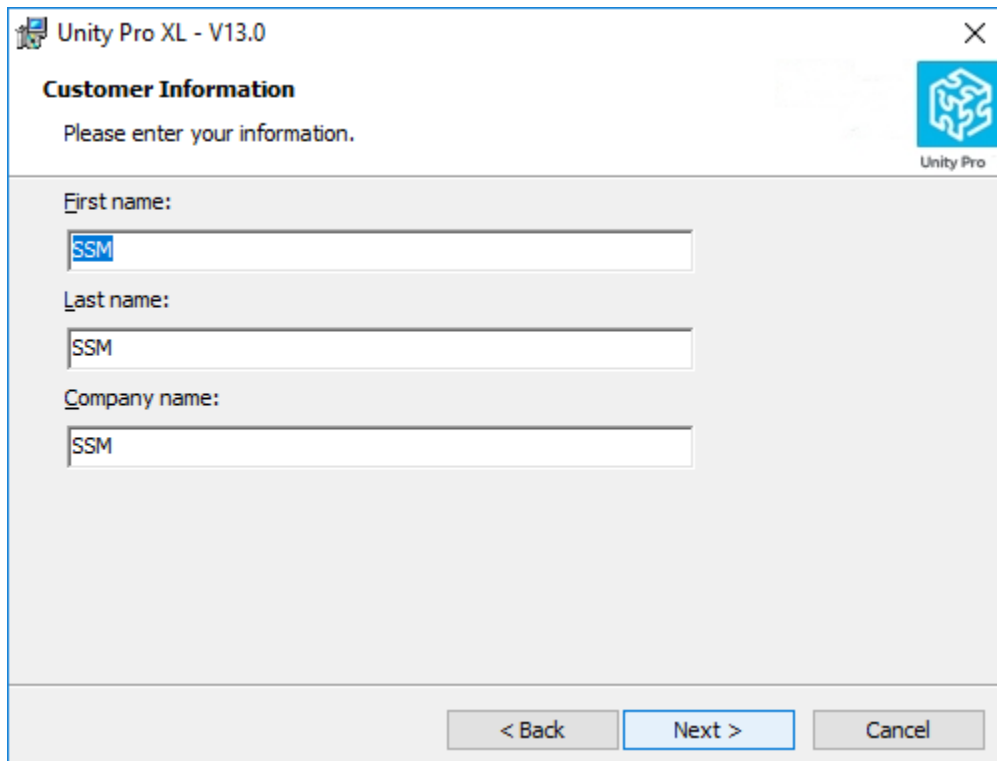 Unity Pro XL - V13.0
Customer Information
Please enter your information.
Unity Pro
First name:
SSM
Last name:
SSM
Company name:
SSM
< Back Next > Cancel